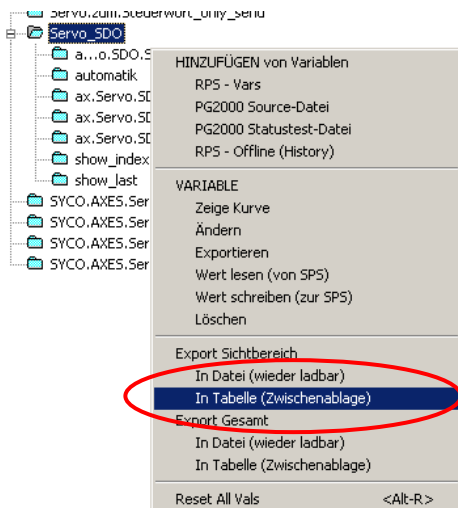 Servo.zum.Steuerwort_only_send
Servo_SDO
a...o.SDO.S
automatik
ax.Servo.SD
ax.Servo.SD
ax.Servo.SD
show_index
show_last
SYCO.AXES.Ser
SYCO.AXES.Ser
SYCO.AXES.Ser
SYCO.AXES.Ser
HINZUFÜGEN von Variablen
RPS - Vars
PG2000 Source-Datei
PG2000 Statustest-Datei
RPS - Offline (History)
VARIABLE
Zeige Kurve
Ändern
Exportieren
Wert lesen (von SPS)
Wert schreiben (zur SPS)
Löschen
Export Sichtbereich
In Datei (wieder ladbar)
In Tabelle (Zwischenablage)
Export Gesamt
In Datei (wieder ladbar)
In Tabelle (Zwischenablage)
Reset All Vals <Alt-R>